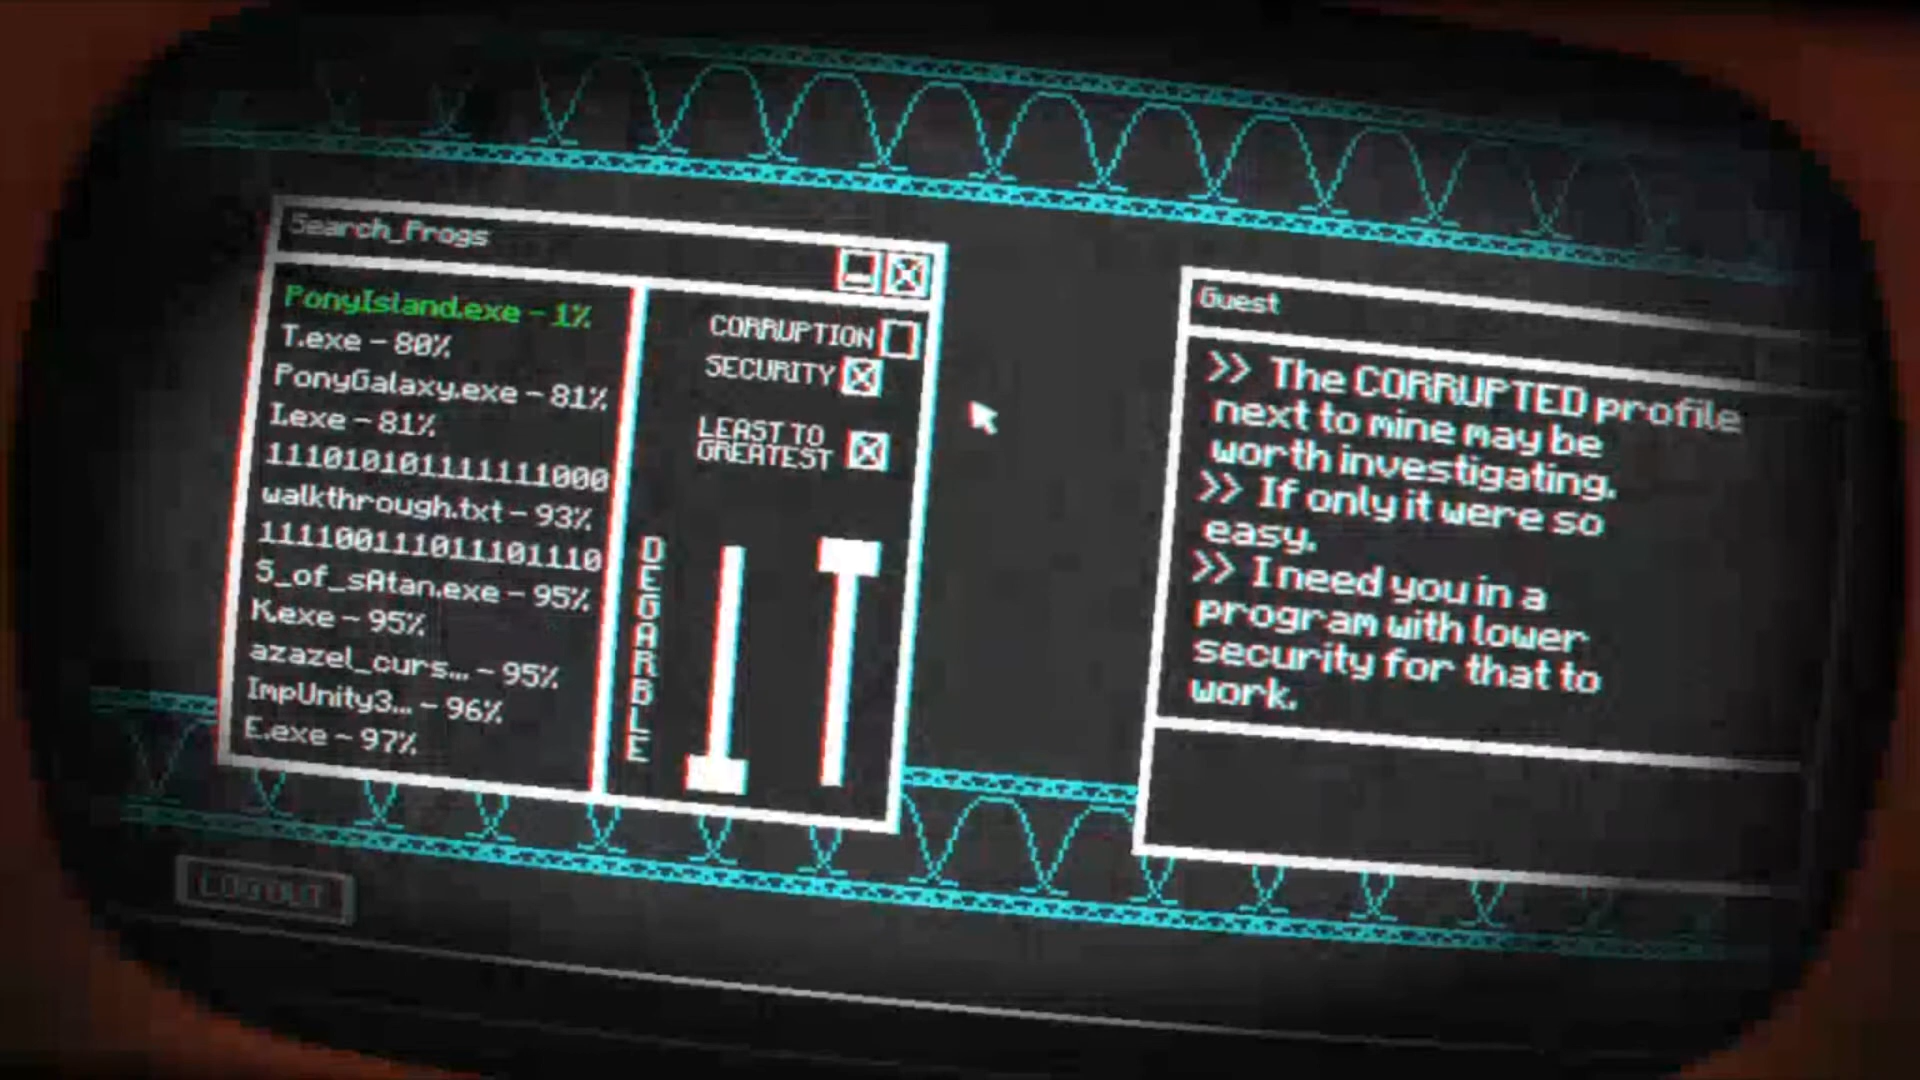 Search_Progs
PonyIsland.exe - 1%
T.exe - 80%
PonyGalaxy.exe - 81%
I.exe - 81%
1110101011111111000
walkthrough.txt - 93%
1111001110111011110
5_of_sAtan.exe - 95%
K.exe - 95%
azazel_curs... - 95%
ImpUnity3... - 96%
E.exe - 97%
CORRUPTION
SECURITY
LEAST TO
GREATEST
DEGARBLE
Guest
>> The CORRUPTED profile
next to mine may be
worth investigating.
>> If only it were so
easy.
>> I need you in a
program with lower
security for that to
work.
LOGOUT